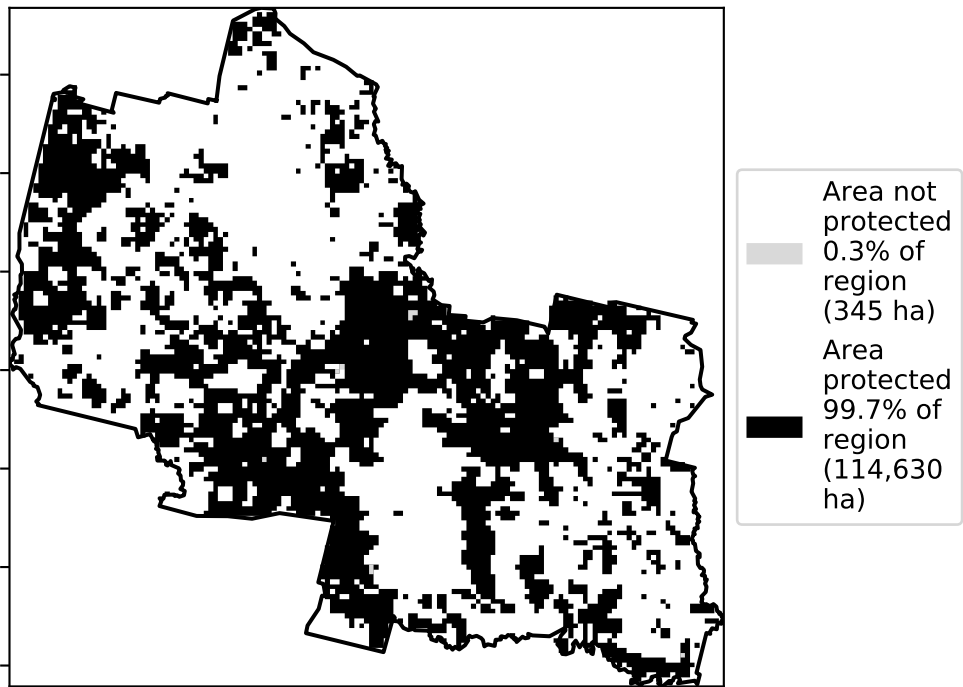 Area not
protected
0.3% of
region
(345 ha)
Area
protected
99.7% of
region
(114,630
ha)